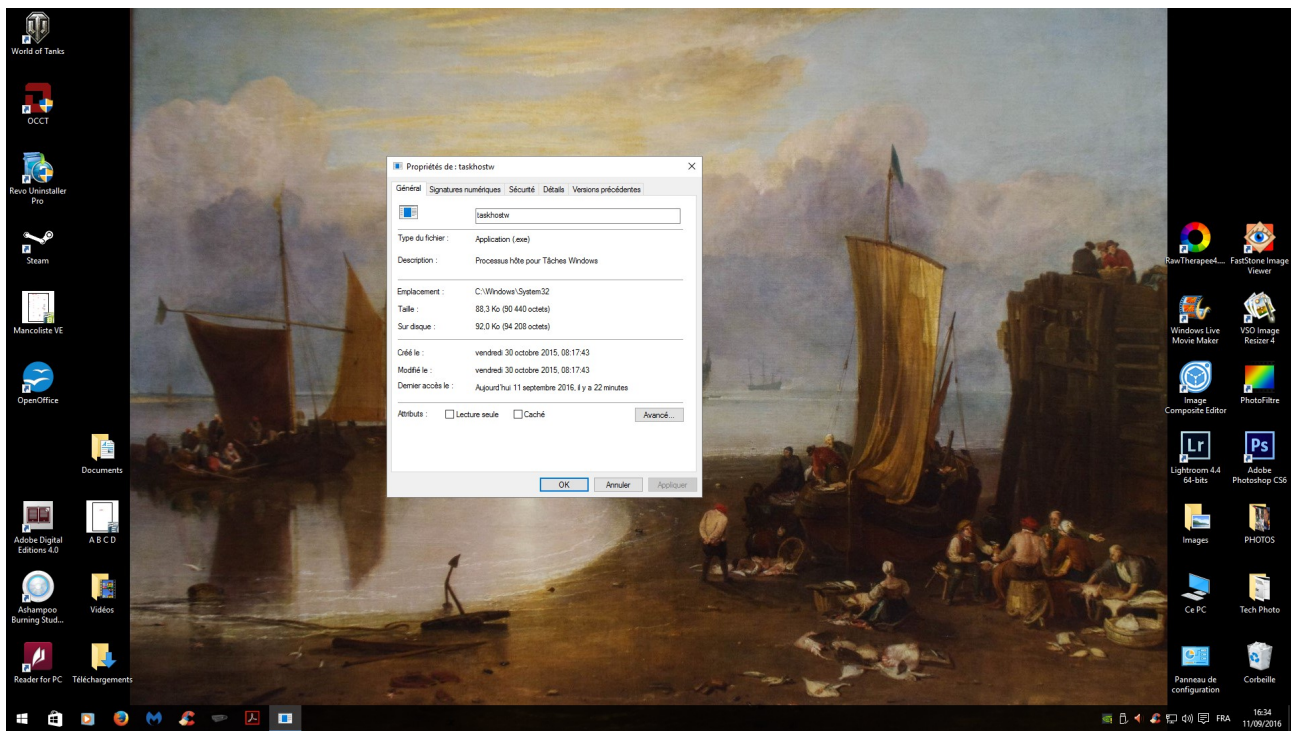 World of Tanks
OCCT
Revo Uninstaller
Pro
Steam
Mancoliste VE
OpenOffice
Documents
Adobe Digital
Editions 4.0
A B C D
Ashampoo
Burning Stud...
Vidéos
Reader for PC
Téléchargements
Propriétés de : taskhostw
Général
Signatures numériques
Sécurité
Détails
Versions précédentes
taskhostw
Type du fichier :
Application (.exe)
Description :
Processus hôte pour Tâches Windows
Emplacement :
C:\Windows\System32
Taille :
88,3 Ko (90 440 octets)
Sur disque :
92,0 Ko (94 208 octets)
Créé le :
vendredi 30 octobre 2015, 08:17:43
Modifié le :
vendredi 30 octobre 2015, 08:17:43
Dernier accès le :
Aujourd'hui 11 septembre 2016, il y a 22 minutes
Attributs :
Lecture seule
Caché
Avancé...
OK
Annuler
Appliquer
RawTherapee4....
FastStone Image
Viewer
Windows Live
Movie Maker
VSO Image
Resizer 4
Image
Composite Editor
PhotoFiltre
Lr
Ps
Lightroom 4.4
64-bits
Adobe
Photoshop CS6
Images
PHOTOS
Ce PC
Tech Photo
Panneau de
configuration
Corbeille
FRA
16:34
11/09/2016